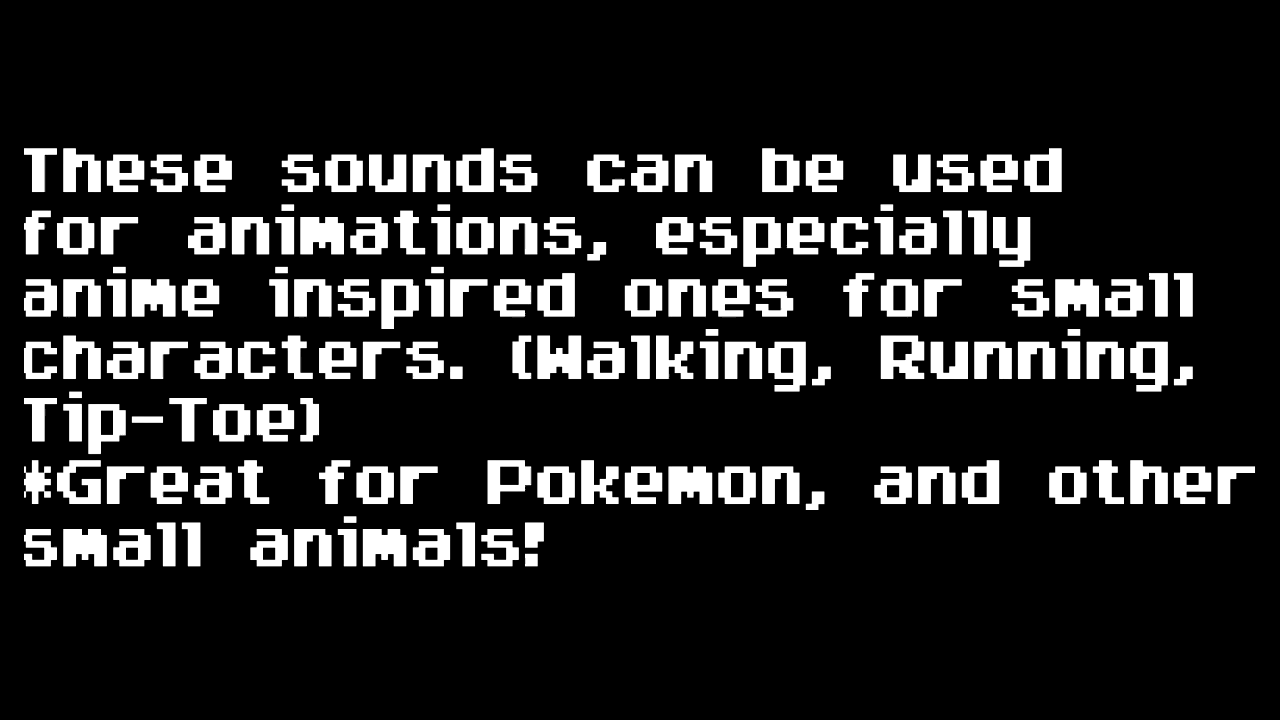 These sounds can be used
for animations, especially
anime inspired ones for small
characters. (Walking, Running,
Tip-Toe)
*Great for Pokemon, and other
small animals!